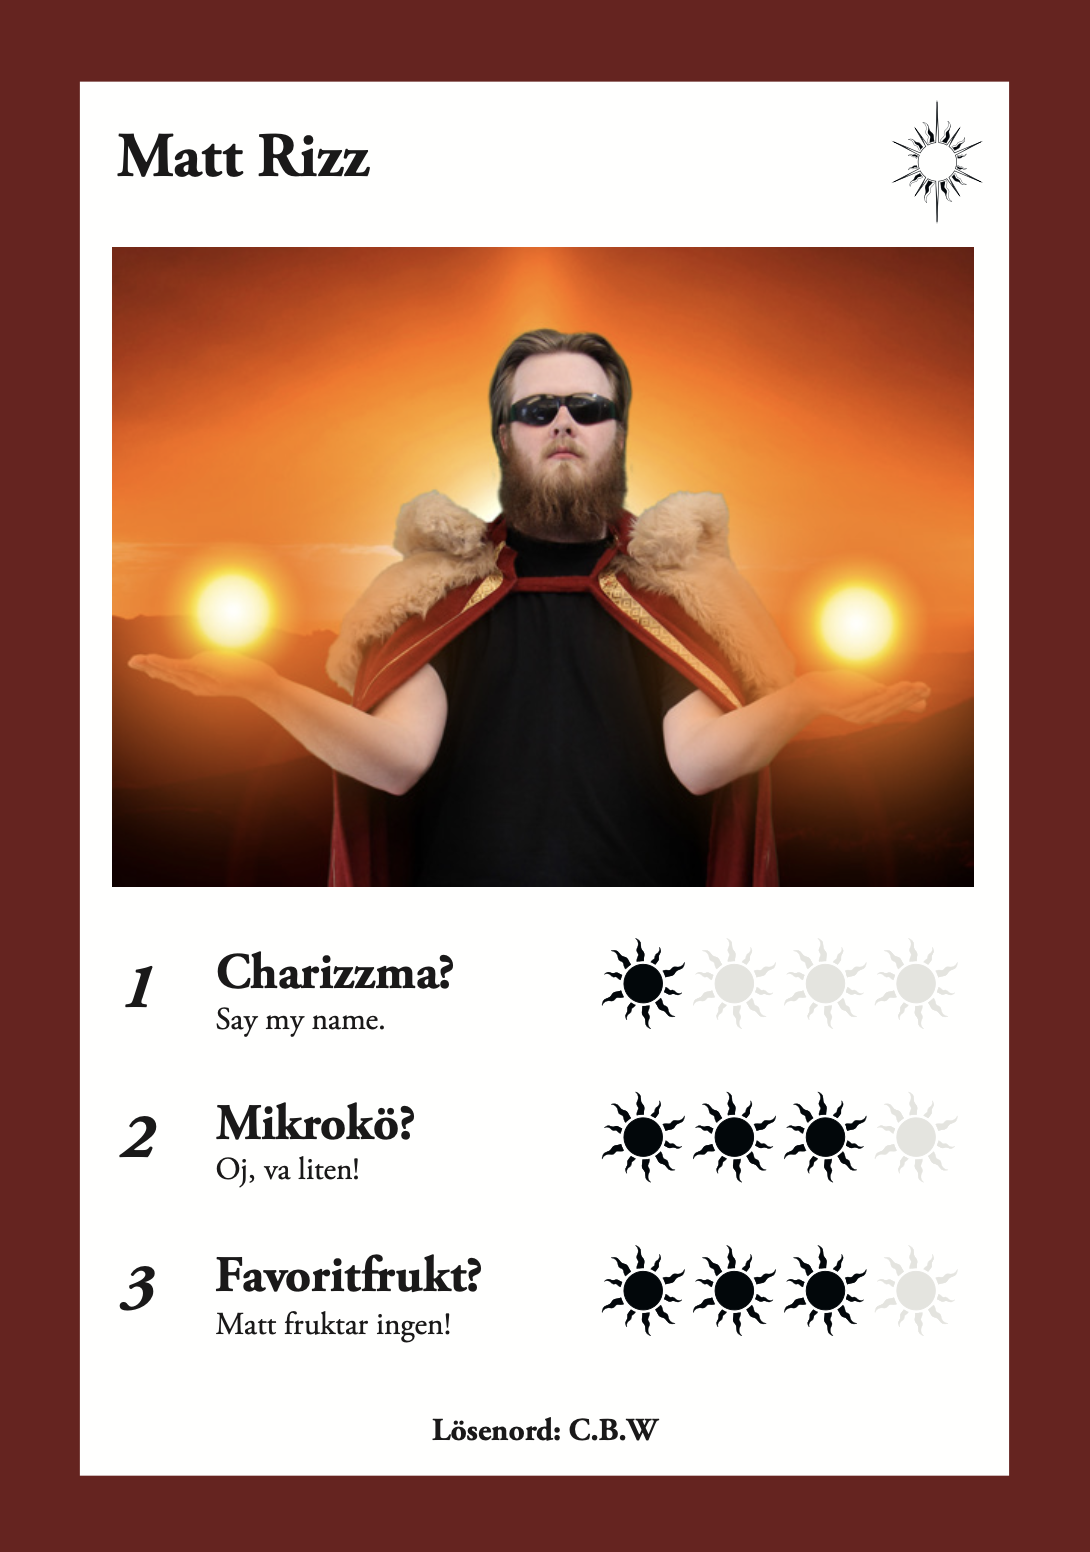 Matt Rizz
1
Charizzma?
Say my name.
2
Mikrokö?
Oj, va liten!
3
Favoritfrukt?
Matt fruktar ingen!
Lösenord: C.B.W